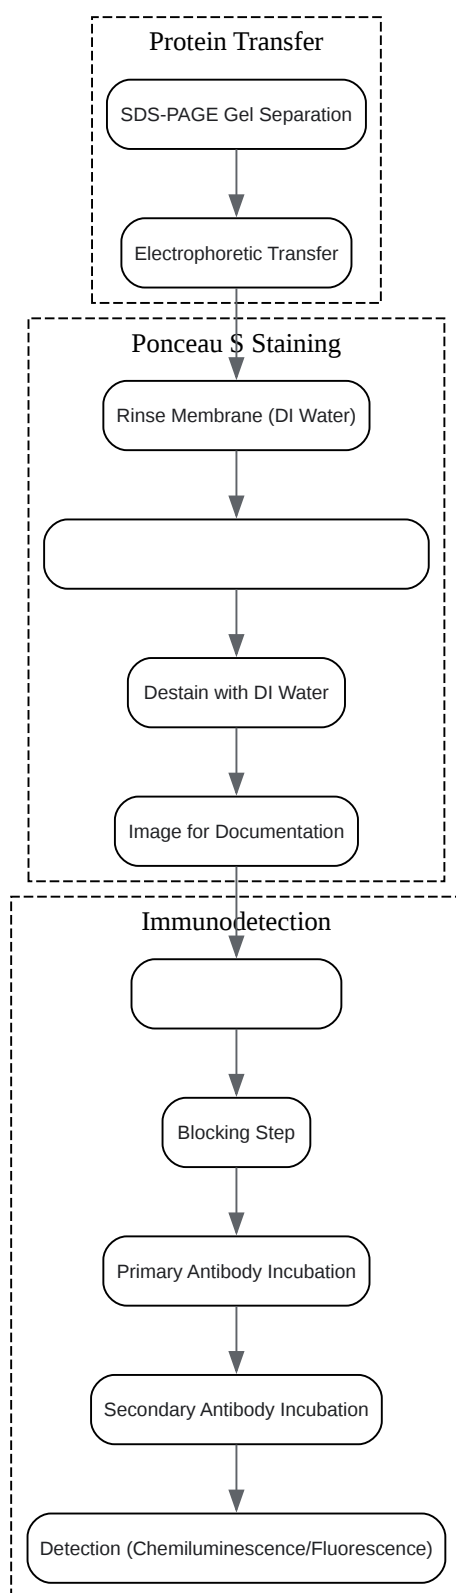 Protein Transfer
SDS-PAGE Gel Separation
Electrophoretic Transfer
Ponceau S Staining
Rinse Membrane (DI Water)
Destain with DI Water
Image for Documentation
Immunodetection
Blocking Step
Primary Antibody Incubation
Secondary Antibody Incubation
Detection (Chemiluminescence/Fluorescence)